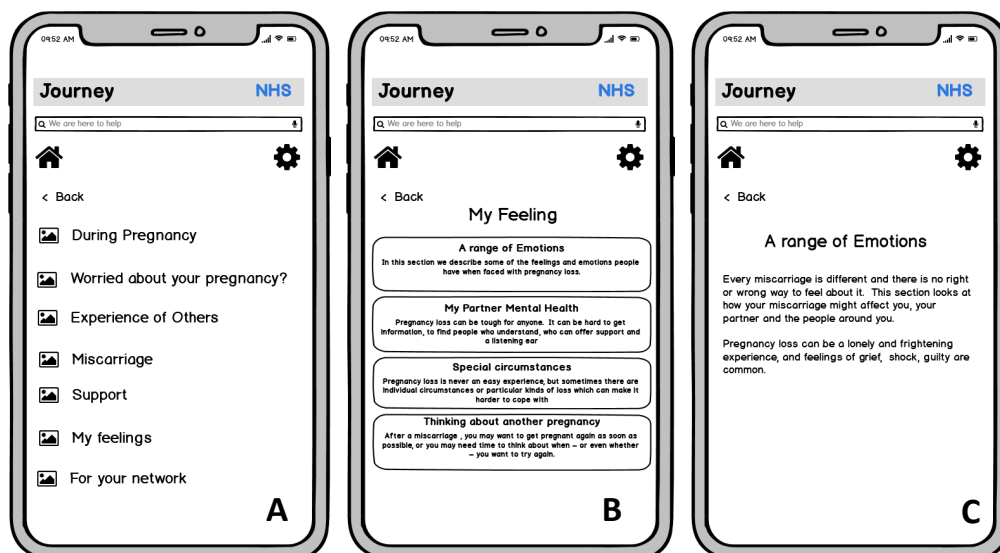 09:52 AM
Journey NHS
We are here to help
< Back
During Pregnancy
Worried about your pregnancy?
Experience of Others
Miscarriage
Support
My feelings
For your network
A
09:52 AM
Journey NHS
We are here to help
< Back
My Feeling
A range of Emotions
In this section we describe some of the feelings and emotions people
have when faced with pregnancy loss.
My Partner Mental Health
Pregnancy loss can be tough for anyone. It can be hard to get
information, to find people who understand, who can offer support and
a listening ear
Special circumstances
Pregnancy loss is never an easy experience, but sometimes there are
individual circumstances or particular kinds of loss which can make it
harder to cope with
Thinking about another pregnancy
After a miscarriage , you may want to get pregnant again as soon as
possible, or you may need time to think about when – or even whether
– you want to try again.
B
09:52 AM
Journey NHS
We are here to help
< Back
A range of Emotions
Every miscarriage is different and there is no right
or wrong way to feel about it. This section looks at
how your miscarriage might affect you, your
partner and the people around you.
Pregnancy loss can be a lonely and frightening
experience, and feelings of grief, shock, guilty are
common.
C